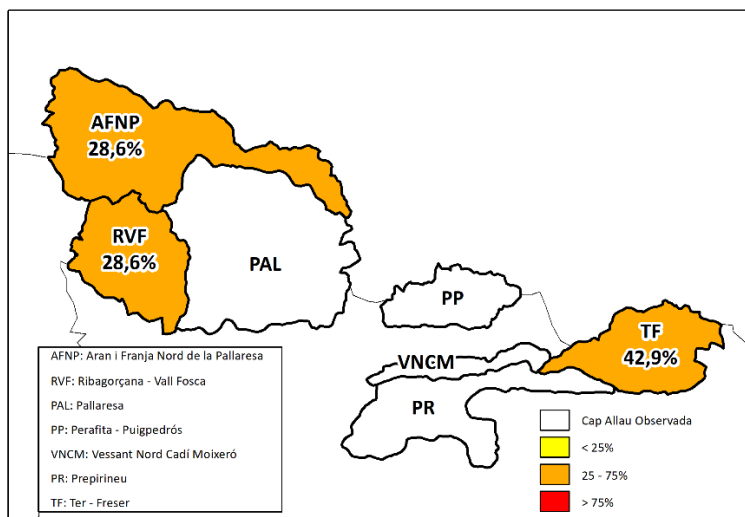 AFNP
28,6%
RVF
28,6%
PAL
PP
TF
42,9%
VNCM
PR
AFNP: Aran i Franja Nord de la Pallaresa
RVF: Ribagorçana - Vall Fosca
PAL: Pallaresa
PP: Perafita - Puigpedrós
VNCM: Vessant Nord Cadí Moixeró
PR: Prepirineu
TF: Ter - Freser
Cap Allau Observada
< 25%
25 - 75%
> 75%